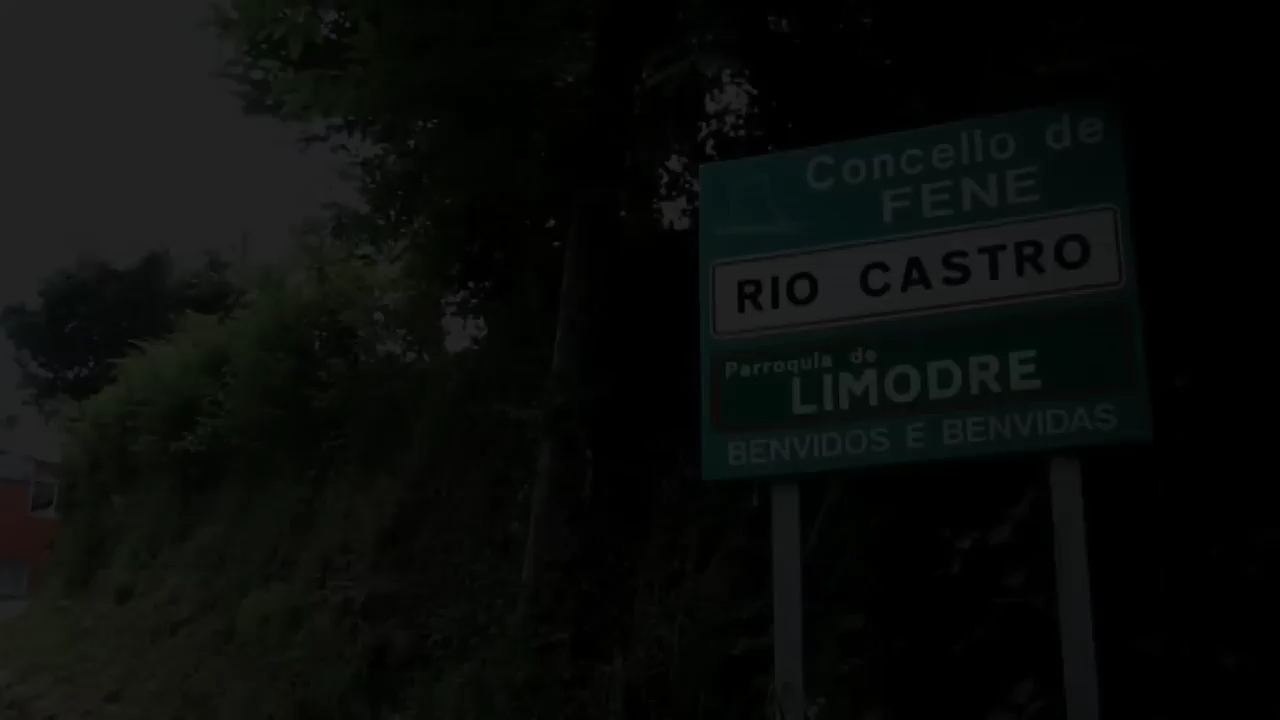 Concello de
FENE
RIO CASTRO
Parroquia de
LIMODRE
BENVIDOS E BENVIDAS